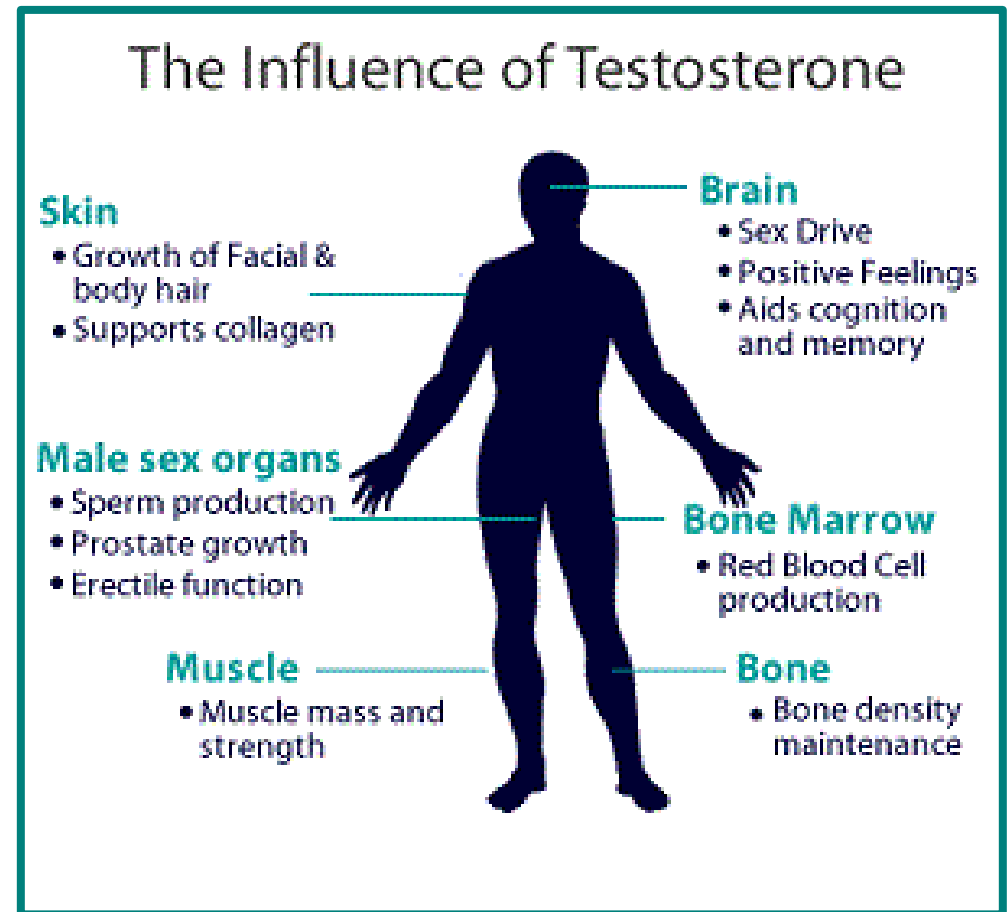 The Influence of Testosterone
Skin
• Growth of Facial &
body hair
• Supports collagen
Brain
• Sex Drive
• Positive Feelings
• Aids cognition
and memory
Male sex organs
• Sperm production
• Prostate growth
• Erectile function
Bone Marrow
• Red Blood Cell
production
Muscle
• Muscle mass and
strength
Bone
• Bone density
maintenance